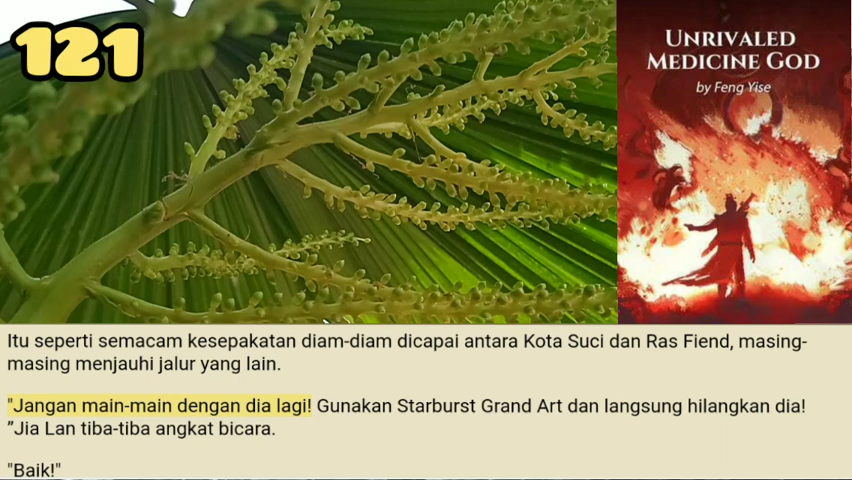 121
UNRIVALED
MEDICINE GOD
by Feng Yise
Itu seperti semacam kesepakatan diam-diam dicapai antara Kota Suci dan Ras Fiend, masing-
masing menjauhi jalur yang lain.
"Jangan main-main dengan dia lagi! Gunakan Starburst Grand Art dan langsung hilangkan dia!
”Jia Lan tiba-tiba angkat bicara.
"Baik!"